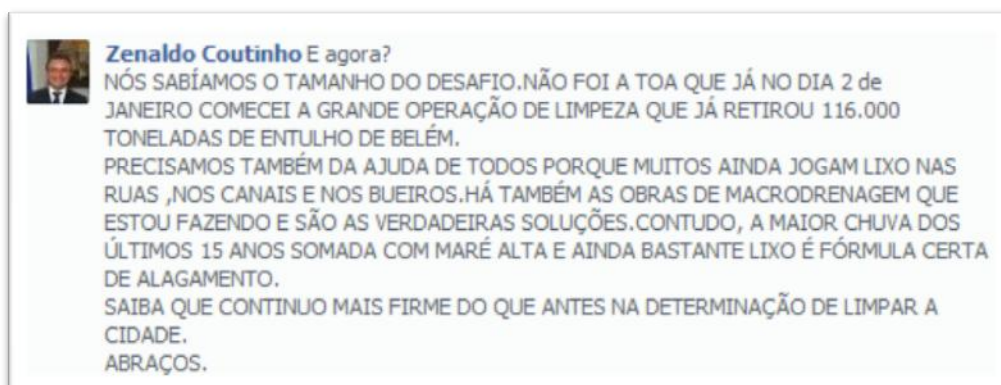 Zenaldo Coutinho E agora?
NÓS SABÍAMOS O TAMANHO DO DESAFIO.NÃO FOI A TOA QUE JÁ NO DIA 2 de
JANEIRO COMECEI A GRANDE OPERAÇÃO DE LIMPEZA QUE JÁ RETIROU 116.000
TONELADAS DE ENTULHO DE BELÉM.
PRECISAMOS TAMBÉM DA AJUDA DE TODOS PORQUE MUITOS AINDA JOGAM LIXO NAS
RUAS ,NOS CANAIS E NOS BUEIROS.HÁ TAMBÉM AS OBRAS DE MACRODRENAGEM QUE
ESTOU FAZENDO E SÃO AS VERDADEIRAS SOLUÇÕES.CONTUDO, A MAIOR CHUVA DOS
ÚLTIMOS 15 ANOS SOMADA COM MARÉ ALTA E AINDA BASTANTE LIXO É FÓRMULA CERTA
DE ALAGAMENTO.
SAIBA QUE CONTINUO MAIS FIRME DO QUE ANTES NA DETERMINAÇÃO DE LIMPAR A
CIDADE.
ABRAÇOS.